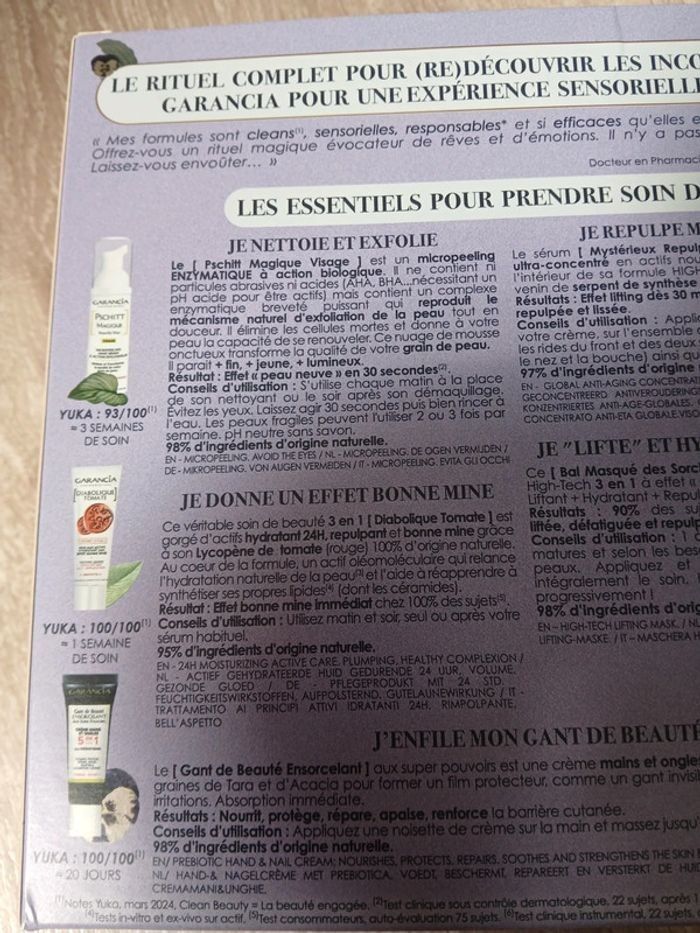 LE RITUEL COMPLET POUR (RE)DÉCOUVRIR LES INCO
GARANCIA POUR UNE EXPÉRIENCE SENSORIELLE
« Mes formules sont cleans(1), sensorielles, responsables* et si efficaces qu'elles e
Offrez-vous un rituel magique évocateur de rêves et d'émotions. Il n'y a pas
Laissez-vous envoûter... »
Docteur en Pharmaci
LES ESSENTIELS POUR PRENDRE SOIN D
JE NETTOIE ET EXFOLIE
Le [ Pschitt Magique Visage ] est un micropeeling
ENZYMATIQUE à action biologique. Il ne contient ni
particules abrasives ni acides (AHA, BHA...nécessitant un
pH acide pour être actifs) mais contient un complexe
enzymatique breveté puissant qui reproduit le
mécanisme naturel d'exfoliation de la peau tout en
douceur. Il élimine les cellules mortes et donne à votre
peau la capacité de se renouveler. Ce nuage de mousse
onctueux transforme la qualité de votre grain de peau.
Il parait + fin, + jeune, + lumineux.
Résultat : Effet « peau neuve » en 30 secondes(2).
Conseils d'utilisation : S'utilise chaque matin à la place
de son nettoyant ou le soir après son démaquillage.
Évitez les yeux. Laissez agir 30 secondes puis bien rincer à
l'eau. Les peaux fragiles peuvent l'utiliser 2 ou 3 fois par
semaine. pH neutre sans savon.
98% d'ingrédients d'origine naturelle.
EN - MICROPEELING. AVOID THE EYES / NL - MICROPEELING. DE OGEN VERMIJDEN /
DE - MIKROPEELING. VON AUGEN VERMEIDEN / IT - MICROPEELING. EVITA GLI OCCHI
GARANCIA
PSCHITT
MAGIQUE
YUKA : 93/100(1)
≈ 3 SEMAINES
DE SOIN
JE REPULPE M
Le sérum [ Mystérieux Repulp
ultra-concentré en actifs nou
l'intérieur de sa formule HIGH
venin de serpent de synthèse
Résultats : Effet lifting dès 30 m
repulpée et lissée.
Conseils d'utilisation : Appliq
votre crème, sur l'ensemble
les rides du front et des deux s
le nez et la bouche) ainsi qu
97% d'ingrédients d'origine n
EN - GLOBAL ANTI-AGING CONCENTRA
GECONCENTREERD ANTIVEROUDERING
KONZENTRIERTES ANTI-AGE-GLOBALES.
CONCENTRATO ANTI-ETA GLOBALE.VISO
JE DONNE UN EFFET BONNE MINE
Ce véritable soin de beauté 3 en 1 [ Diabolique Tomate ] est
gorgé d'actifs hydratant 24H, repulpant et bonne mine grâce
à son Lycopène de tomate (rouge) 100% d'origine naturelle.
Au coeur de la formule, un actif oléomoléculaire qui relance
l'hydratation naturelle de la peau(3) et l'aide à réapprendre à
synthétiser ses propres lipides(4) (dont les céramides).
Résultat : Effet bonne mine immédiat chez 100% des sujets(5).
Conseils d'utilisation : Utilisez matin et soir, seul ou après votre
sérum habituel.
95% d'ingrédients d'origine naturelle.
EN - 24H MOISTURIZING ACTIVE CARE. PLUMPING, HEALTHY COMPLEXION /
NL - ACTIEF GEHYDRATEERDE HUID GEDURENDE 24 UUR, VOLUME,
GEZONDE GLOED / DE - PFLEGEPRODUKT MIT 24 STD.
FEUCHTIGKEITSWIRKSTOFFEN, AUFPOLSTERND. GUTELAUNEWIRKUNG / IT -
TRATTAMENTO AI PRINCIPI ATTIVI IDRATANTI 24H, RIMPOLPANTE,
BELL'ASPETTO
GARANCIA
DIABOLIQUE
TOMATE
YUKA : 100/100(1)
≈ 1 SEMAINE
DE SOIN
JE "LIFTE" ET HY
Ce [ Bal Masqué des Sorc
High-Tech 3 en 1 à effet «
Liftant + Hydratant + Repu
Résultats : 90% des suj
liftée, défatiguée et repulp
Conseils d'utilisation : 1 à
matures et selon les bes
peaux. Appliquez et
intégralement le soin.
progressivement !
98% d'ingrédients d'ori
EN – HIGH-TECH LIFTING MASK. / NL
LIFTING-MASKE. / IT – MASCHERA H
J'ENFILE MON GANT DE BEAUTÉ
Le [ Gant de Beauté Ensorcelant ] aux super pouvoirs est une crème mains et ongle
graines de Tara et d'Acacia pour former un film protecteur, comme un gant invisi
irritations. Absorption immédiate.
Résultats : Nourrit, protège, répare, apaise, renforce la barrière cutanée.
Conseils d'utilisation : Appliquez une noisette de crème sur la main et massez jusqu'
98% d'ingrédients d'origine naturelle.
EN/ PREBIOTIC HAND & NAIL CREAM: NOURISHES, PROTECTS, REPAIRS, SOOTHES AND STRENGTHENS THE SKIN
NL/ HAND-& NAGELCRÈME MET PREBIOTICA, VOEDT, BESCHERMT, REPAREERT EN VERSTERKT DE HUID
CREMAMANI&UNGHIE.
GARANCIA
Gant de Beauté
ENSORCELANT
YUKA : 100/100(1)
≈ 20 JOURS
(1)Notes Yuka, mars 2024, Clean Beauty = La beauté engagée. (2)Test clinique sous contrôle dermatologique, 22 sujets, après 1
(4)Tests in-vitro et ex-vivo sur actif. (5)Test consommateurs, auto-évaluation 75 sujets. (6)Test clinique instrumental, 22 sujets,